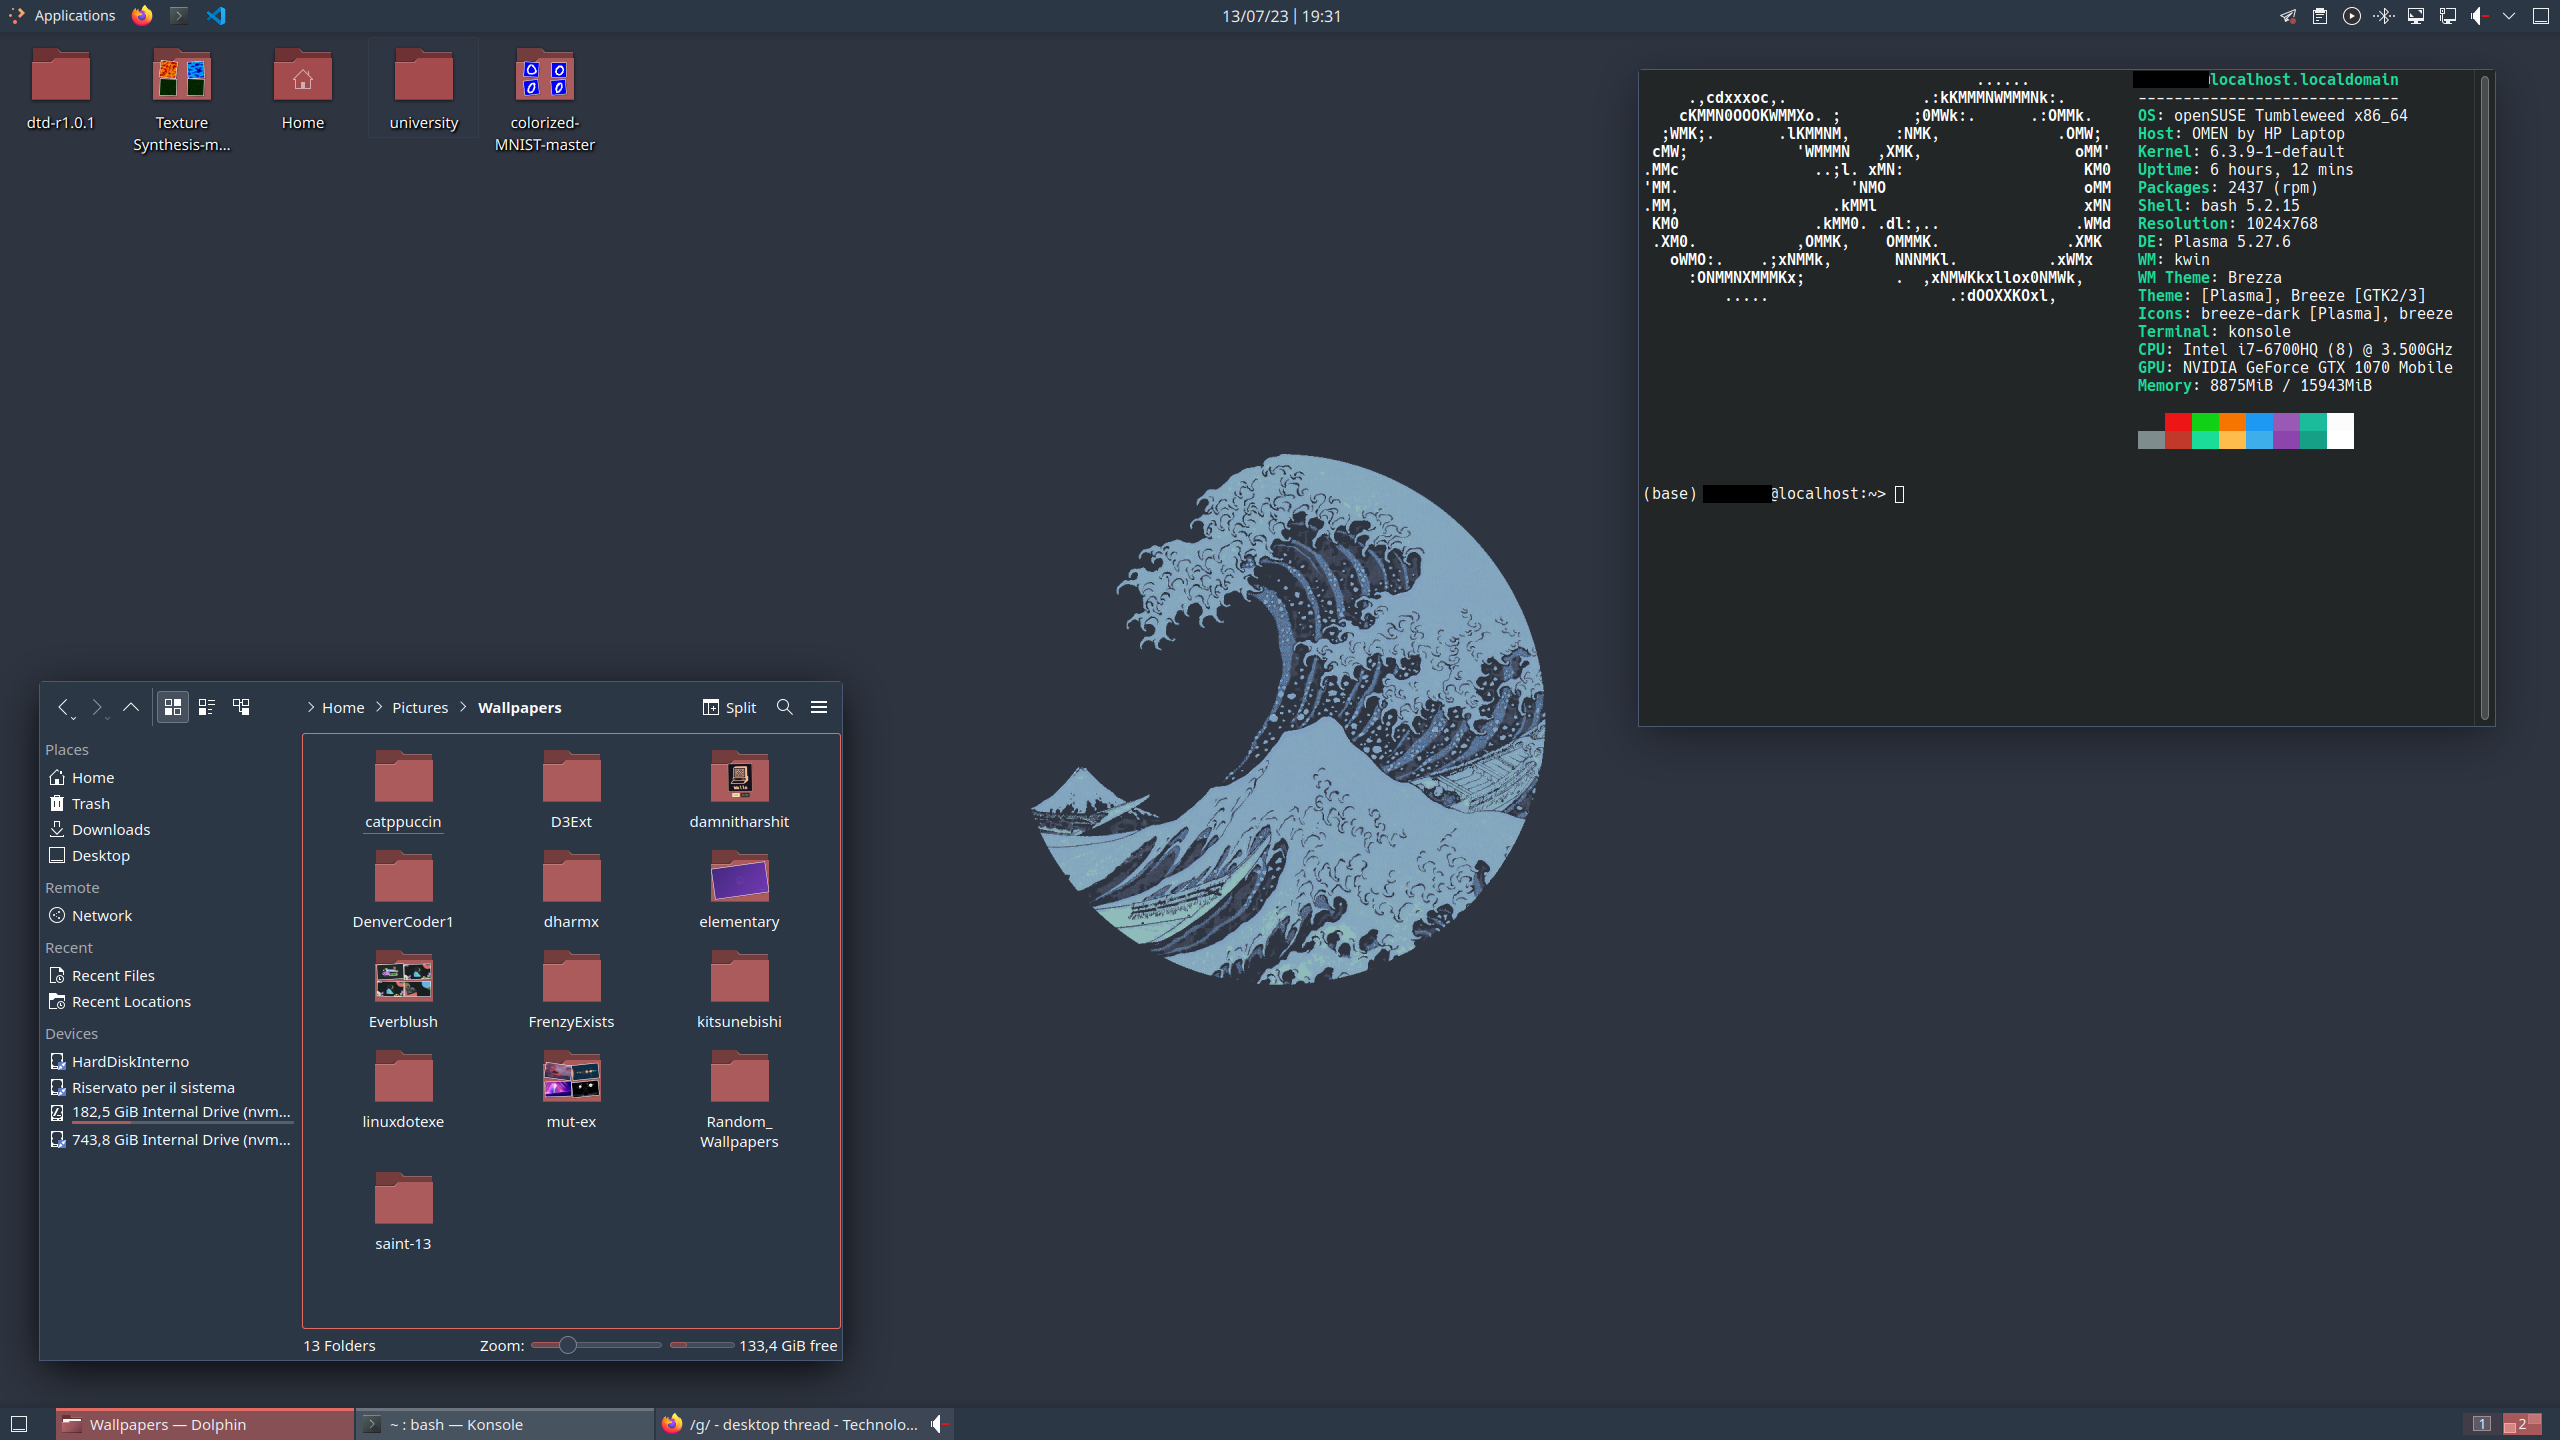 Applications
13/07/23 | 19:31
dtd-r1.0.1
Texture
Synthesis-m...
Home
university
colorized-
MNIST-master
localhost.localdomain
-----------------------------
OS: openSUSE Tumbleweed x86_64
Host: OMEN by HP Laptop
Kernel: 6.3.9-1-default
Uptime: 6 hours, 12 mins
Packages: 2437 (rpm)
Shell: bash 5.2.15
Resolution: 1024x768
DE: Plasma 5.27.6
WM: kwin
WM Theme: Brezza
Theme: [Plasma], Breeze [GTK2/3]
Icons: breeze-dark [Plasma], breeze
Terminal: konsole
CPU: Intel i7-6700HQ (8) @ 3.500GHz
GPU: NVIDIA GeForce GTX 1070 Mobile
Memory: 8875MiB / 15943MiB
(base) @localhost:~>
Home
Pictures
Wallpapers
Split
Places
Home
Trash
Downloads
Desktop
Remote
Network
Recent
Recent Files
Recent Locations
Devices
HardDiskInterno
Riservato per il sistema
182,5 GiB Internal Drive (nvm...
743,8 GiB Internal Drive (nvm...
catppuccin
D3Ext
damnitharshit
DenverCoder1
dharmx
elementary
Everblush
FrenzyExists
kitsunebishi
linuxdotexe
mut-ex
Random_
Wallpapers
saint-13
13 Folders
Zoom:
133,4 GiB free
Wallpapers — Dolphin
~ : bash — Konsole
/g/ - desktop thread - Technolo...
1
2